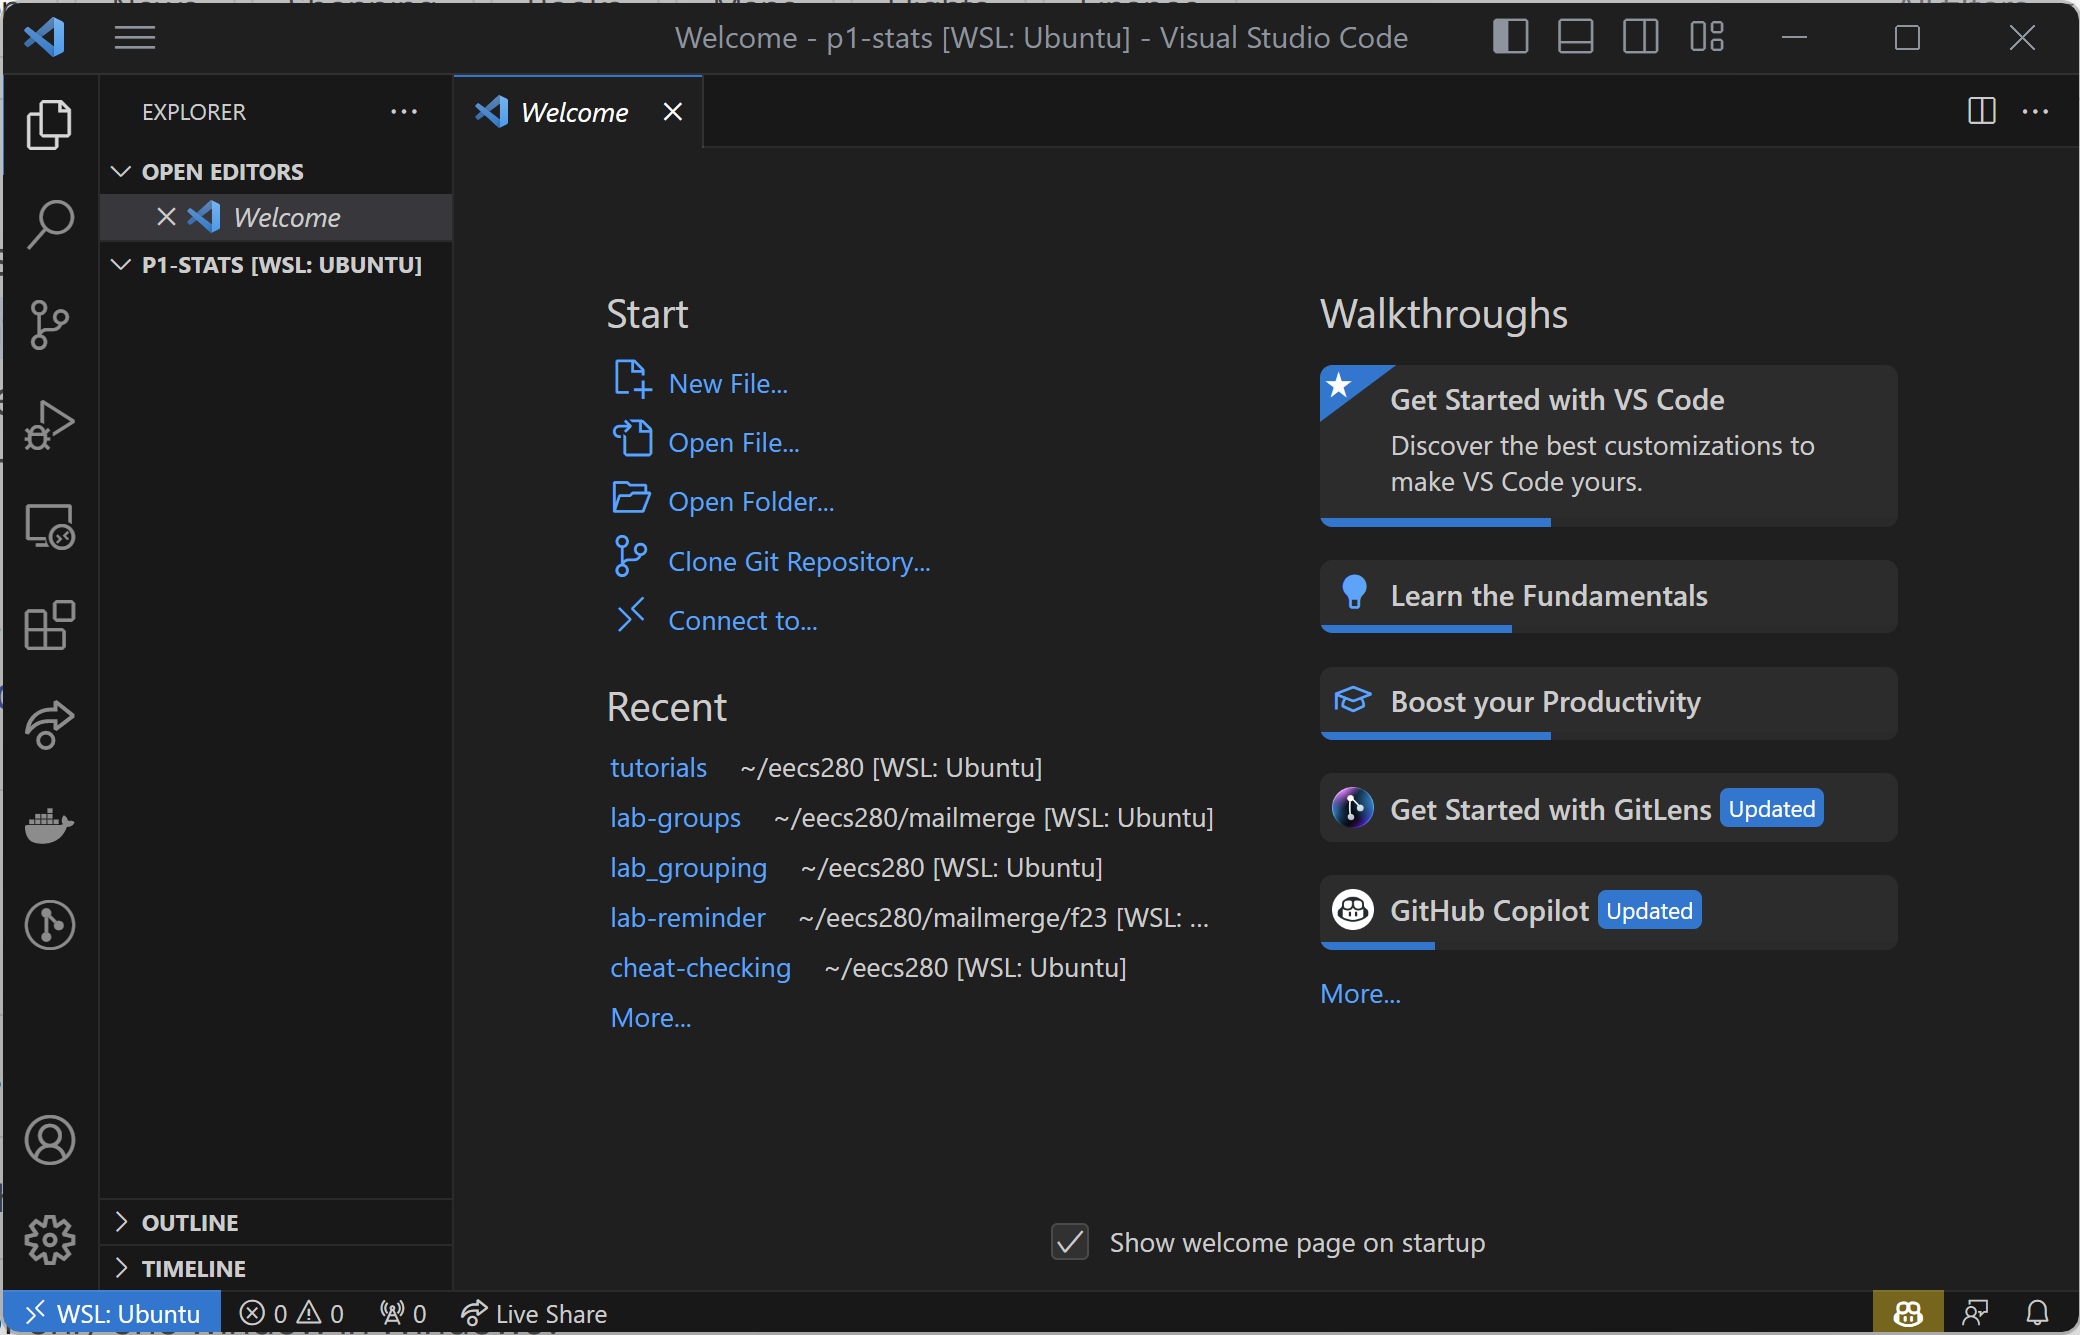 Welcome - p1-stats [WSL: Ubuntu] - Visual Studio Code
EXPLORER
Welcome
OPEN EDITORS
Welcome
P1-STATS [WSL: UBUNTU]
Start
New File...
Open File...
Open Folder...
Clone Git Repository...
Connect to...
Recent
tutorials ~/eecs280 [WSL: Ubuntu]
lab-groups ~/eecs280/mailmerge [WSL: Ubuntu]
lab_grouping ~/eecs280 [WSL: Ubuntu]
lab-reminder ~/eecs280/mailmerge/f23 [WSL: ...
cheat-checking ~/eecs280 [WSL: Ubuntu]
More...
Walkthroughs
Get Started with VS Code
Discover the best customizations to
make VS Code yours.
Learn the Fundamentals
Boost your Productivity
Get Started with GitLens Updated
GitHub Copilot Updated
More...
Show welcome page on startup
OUTLINE
TIMELINE
WSL: Ubuntu 0 0 0 Live Share